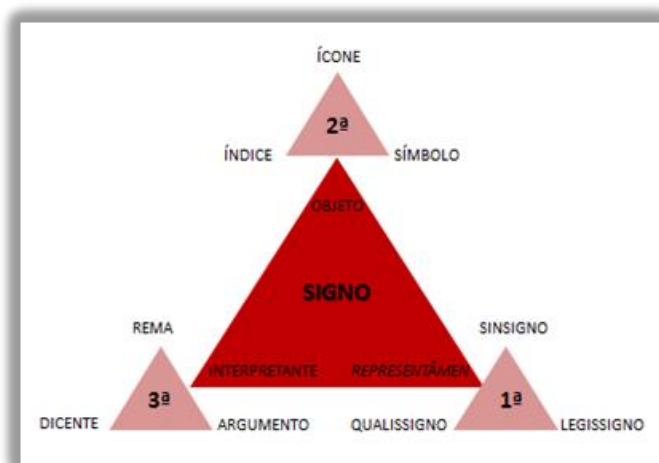 ÍCONE
2ª
ÍNDICE SÍMBOLO
OBJETO
SIGNO
REMA SINSIGNO
INTERPRETANTE REPRESENTÂMEN
3ª 1ª
DICENTE ARGUMENTO QUALISSIGNO LEGISSIGNO